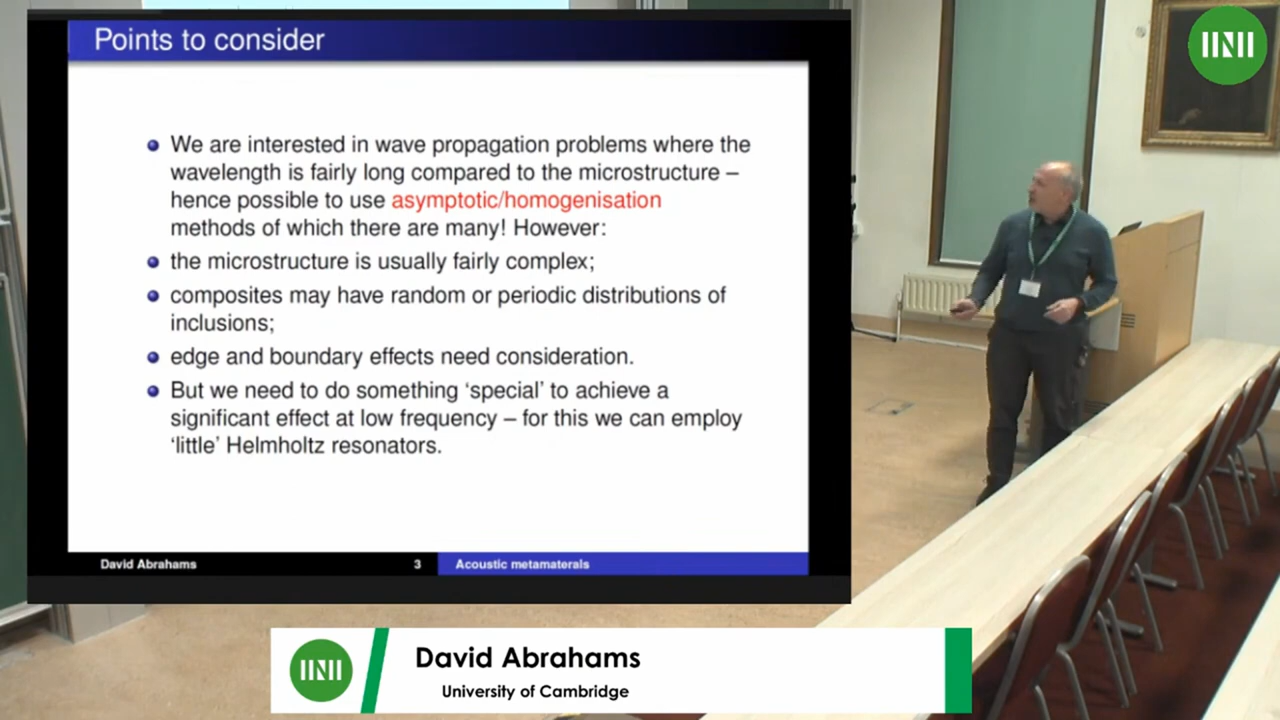 Points to consider
We are interested in wave propagation problems where the
wavelength is fairly long compared to the microstructure –
hence possible to use asymptotic/homogenisation
methods of which there are many! However:
the microstructure is usually fairly complex;
composites may have random or periodic distributions of
inclusions;
edge and boundary effects need consideration.
But we need to do something ‘special’ to achieve a
significant effect at low frequency – for this we can employ
‘little’ Helmholtz resonators.
David Abrahams 3 Acoustic metamaterals
David Abrahams
University of Cambridge